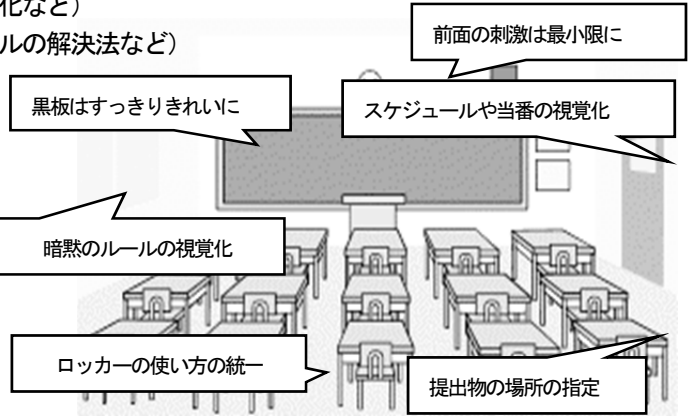 化など）
ルの解決法など）
前面の刺激は最小限に
黒板はすっきりきれいに
スケジュールや当番の視覚化
暗黙のルールの視覚化
ロッカーの使い方の統一
提出物の場所の指定